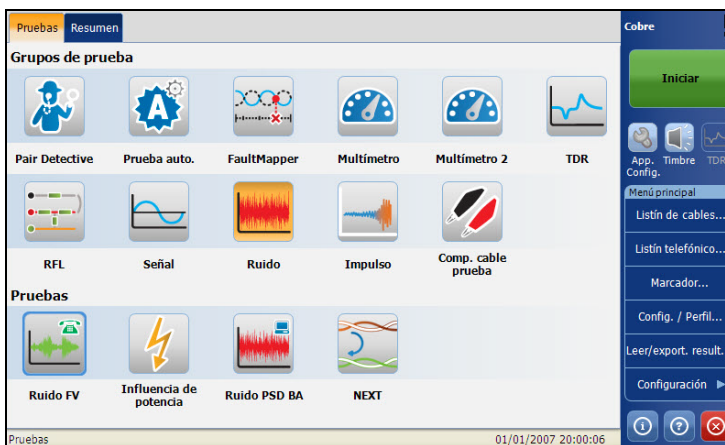 Pruebas Resumen
Grupos de prueba
Pair Detective Prueba auto. FaultMapper Multímetro Multímetro 2 TDR
RFL Señal Ruido Impulso Comp. cable
prueba
Pruebas
Ruido FV Influencia de
potencia Ruido PSD BA NEXT
Pruebas 01/01/2007 20:00:06
Cobre
Iniciar
App. Timbre TDR
Config.
Menú principal
Listín de cables...
Listín telefónico...
Marcador...
Config. / Perfil...
Leer/export. result.
Configuración